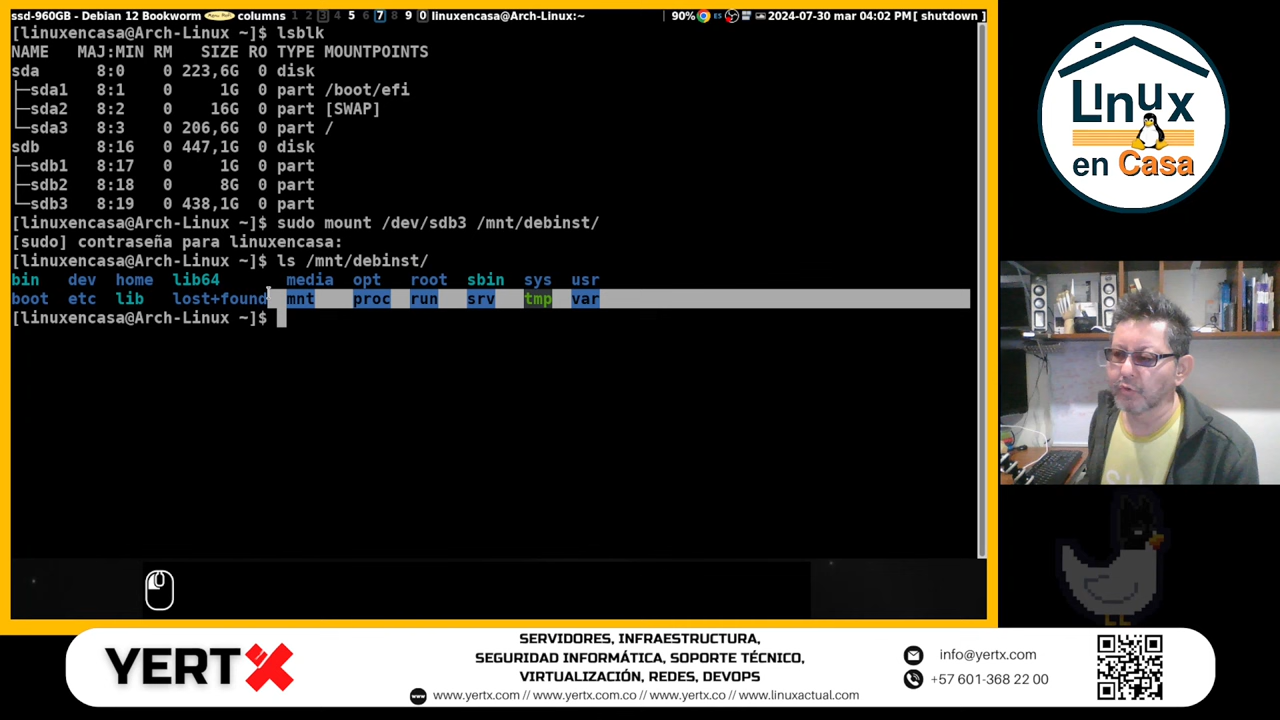 ssd-960GB - Debian 12 Bookworm columns 1 2 3 4 5 6 7 8 9 0 linuxencasa@Arch-Linux:~ 90% ES 2024-07-30 mar 04:02 PM[ shutdown ]
[linuxencasa@Arch-Linux ~]$ lsblk
NAME MAJ:MIN RM SIZE RO TYPE MOUNTPOINTS
sda 8:0 0 223,6G 0 disk
├─sda1 8:1 0 1G 0 part /boot/efi
├─sda2 8:2 0 16G 0 part [SWAP]
└─sda3 8:3 0 206,6G 0 part /
sdb 8:16 0 447,1G 0 disk
├─sdb1 8:17 0 1G 0 part
├─sdb2 8:18 0 8G 0 part
└─sdb3 8:19 0 438,1G 0 part
[linuxencasa@Arch-Linux ~]$ sudo mount /dev/sdb3 /mnt/debinst/
[sudo] contraseña para linuxencasa:
[linuxencasa@Arch-Linux ~]$ ls /mnt/debinst/
bin dev home lib64 media opt root sbin sys usr
boot etc lib lost+found mnt proc run srv tmp var
[linuxencasa@Arch-Linux ~]$
Linux
en Casa
YERTX
SERVIDORES, INFRAESTRUCTURA,
SEGURIDAD INFORMÁTICA, SOPORTE TÉCNICO,
VIRTUALIZACIÓN, REDES, DEVOPS
www.yertx.com // www.yertx.com.co // www.yertx.co // www.linuxactual.com
info@yertx.com
+57 601-368 22 00